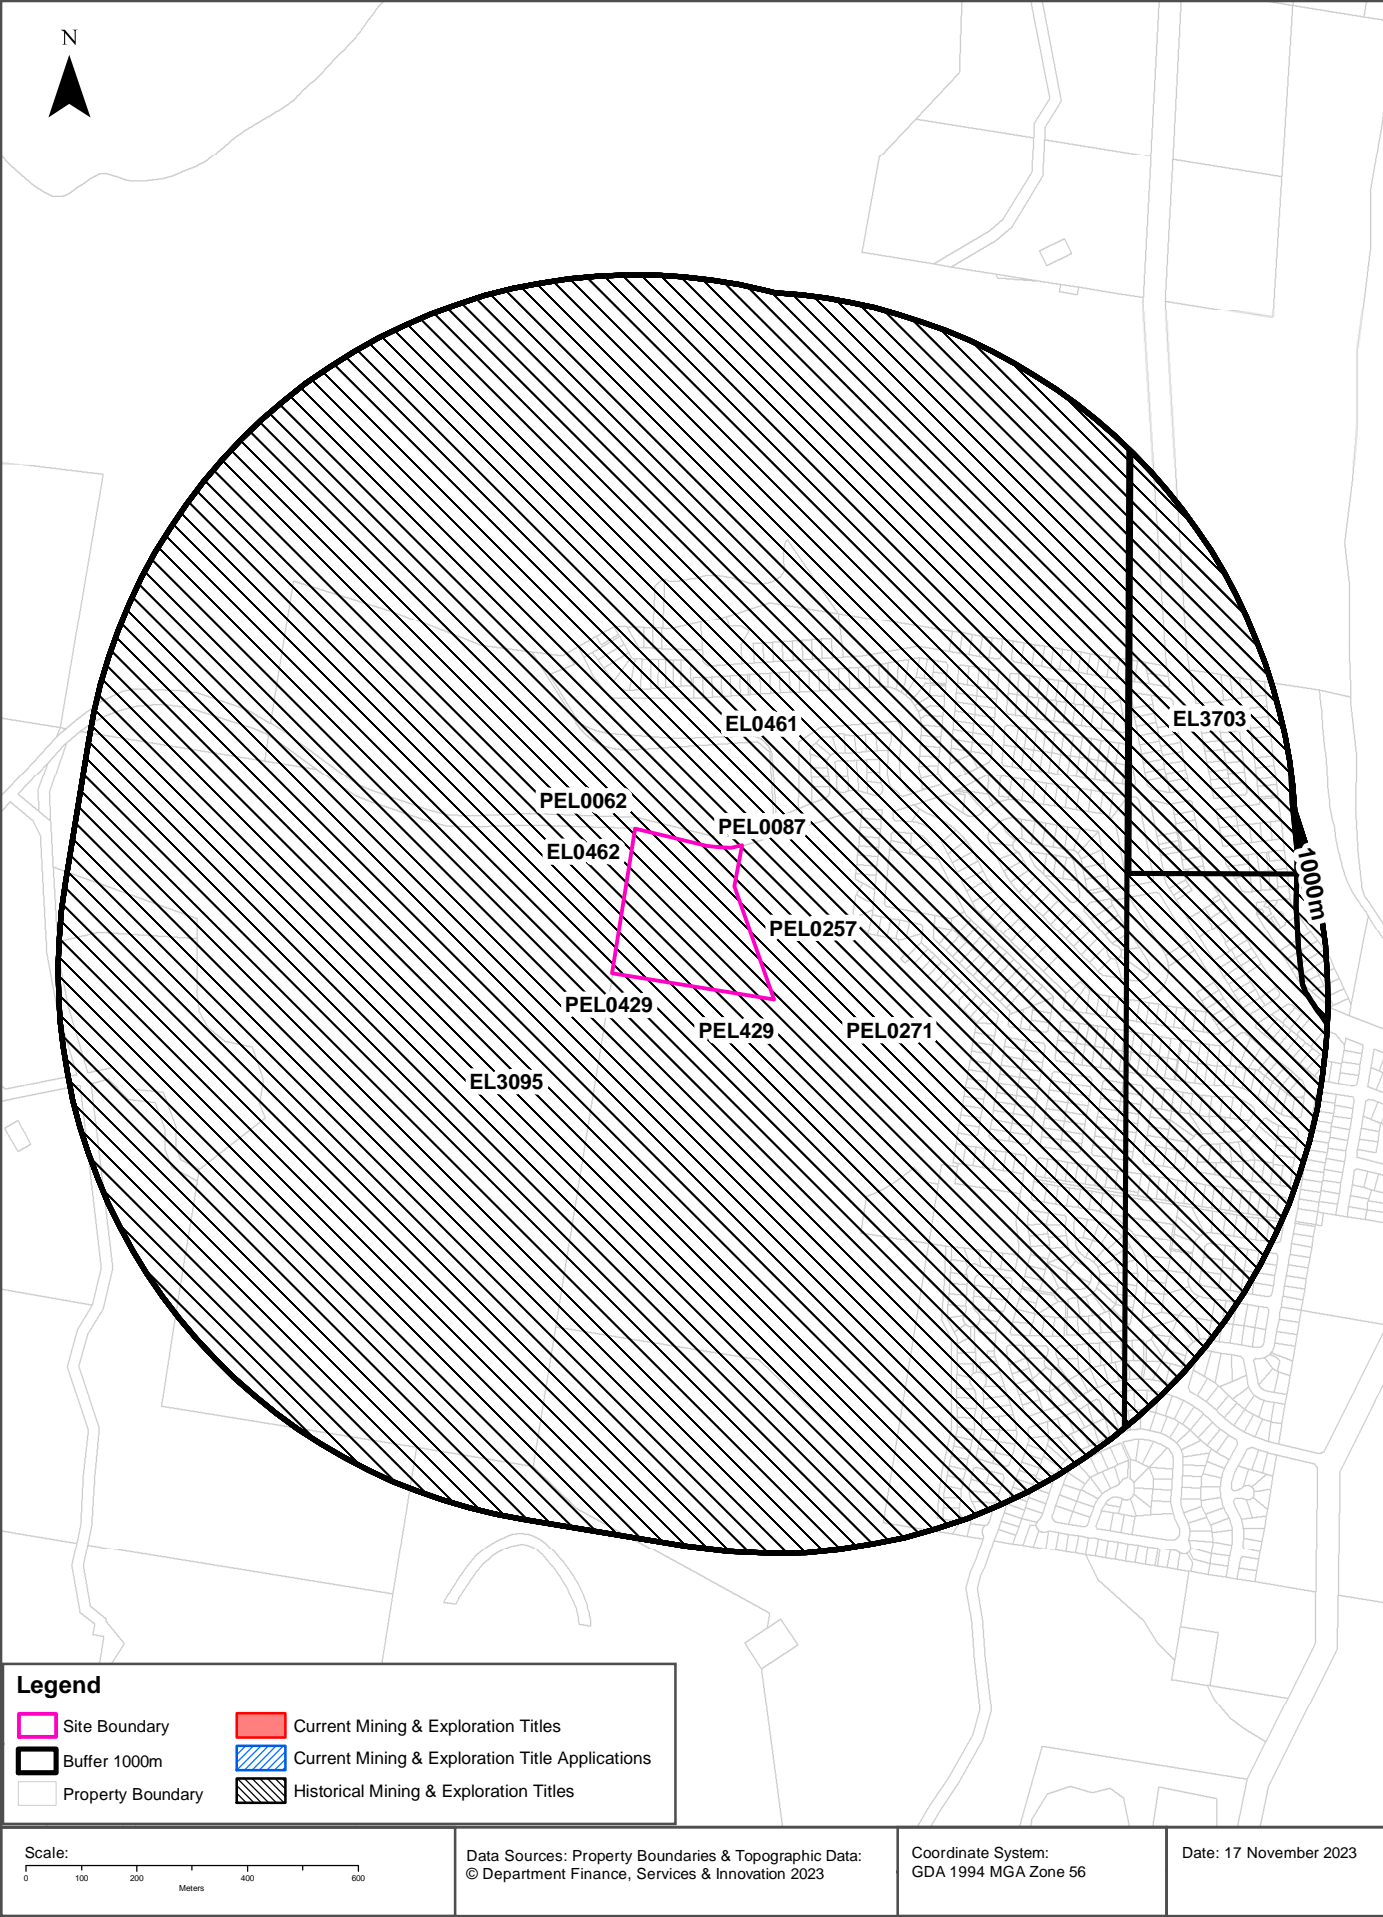 N
EL0461
EL3703
PEL0062
PEL0087
EL0462
1000m
PEL0257
PEL0429
PEL429
PEL0271
EL3095
Legend
Site Boundary
Buffer 1000m
Property Boundary
Current Mining & Exploration Titles
Current Mining & Exploration Title Applications
Historical Mining & Exploration Titles
Scale:
0 100 200 400 600
Meters
Data Sources: Property Boundaries & Topographic Data:
© Department Finance, Services & Innovation 2023
Coordinate System:
GDA 1994 MGA Zone 56
Date: 17 November 2023